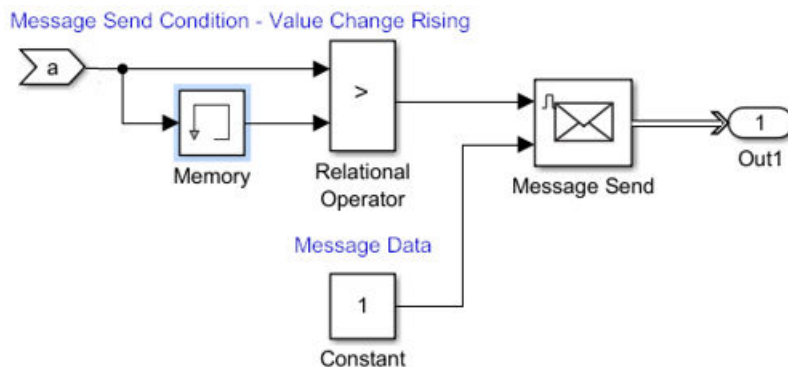 Message Send Condition - Value Change Rising
a
>
Memory
Relational
Operator
Message Send
1
Out1
Message Data
1
Constant